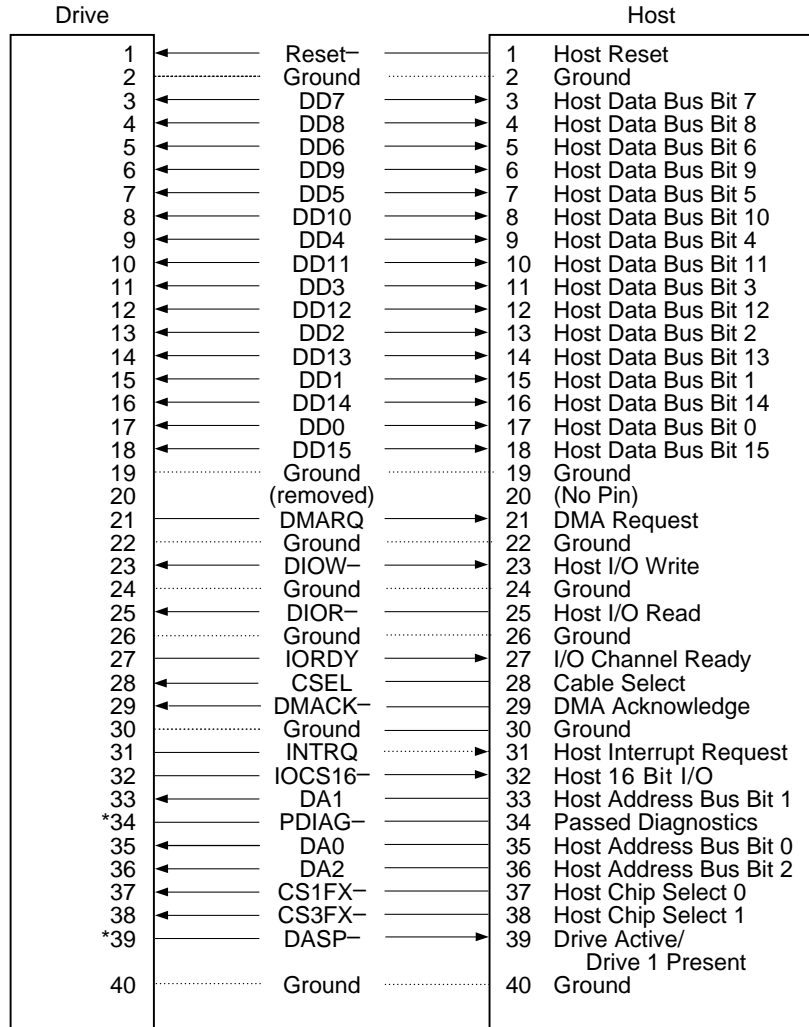 Drive Host
1 Reset– 1 Host Reset
2 Ground 2 Ground
3 DD7 3 Host Data Bus Bit 7
4 DD8 4 Host Data Bus Bit 8
5 DD6 5 Host Data Bus Bit 6
6 DD9 6 Host Data Bus Bit 9
7 DD5 7 Host Data Bus Bit 5
8 DD10 8 Host Data Bus Bit 10
9 DD4 9 Host Data Bus Bit 4
10 DD11 10 Host Data Bus Bit 11
11 DD3 11 Host Data Bus Bit 3
12 DD12 12 Host Data Bus Bit 12
13 DD2 13 Host Data Bus Bit 2
14 DD13 14 Host Data Bus Bit 13
15 DD1 15 Host Data Bus Bit 1
16 DD14 16 Host Data Bus Bit 14
17 DD0 17 Host Data Bus Bit 0
18 DD15 18 Host Data Bus Bit 15
19 Ground 19 Ground
20 (removed) 20 (No Pin)
21 DMARQ 21 DMA Request
22 Ground 22 Ground
23 DIOW– 23 Host I/O Write
24 Ground 24 Ground
25 DIOR– 25 Host I/O Read
26 Ground 26 Ground
27 IORDY 27 I/O Channel Ready
28 CSEL 28 Cable Select
29 DMACK– 29 DMA Acknowledge
30 Ground 30 Ground
31 INTRQ 31 Host Interrupt Request
32 IOCS16– 32 Host 16 Bit I/O
33 DA1 33 Host Address Bus Bit 1
*34 PDIAG– 34 Passed Diagnostics
35 DA0 35 Host Address Bus Bit 0
36 DA2 36 Host Address Bus Bit 2
37 CS1FX– 37 Host Chip Select 0
38 CS3FX– 38 Host Chip Select 1
*39 DASP– 39 Drive Active/
Drive 1 Present
40 Ground 40 Ground